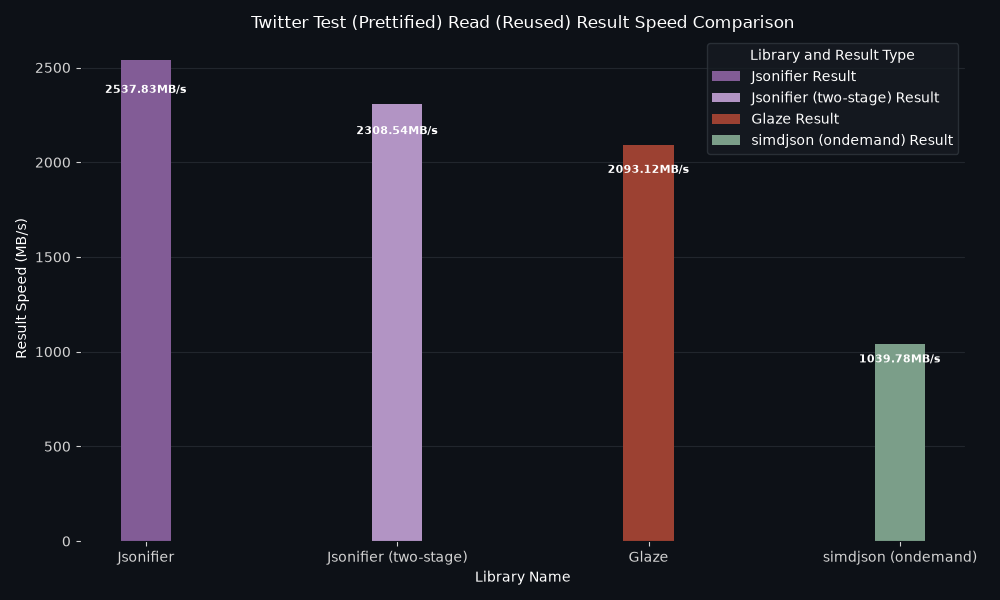 Twitter Test (Prettified) Read (Reused) Result Speed Comparison
Library and Result Type
Jsonifier Result
Jsonifier (two-stage) Result
Glaze Result
simdjson (ondemand) Result
Result Speed (MB/s)
2500
2000
1500
1000
500
0
2537.83MB/s
2308.54MB/s
2093.12MB/s
1039.78MB/s
Jsonifier
Jsonifier (two-stage)
Glaze
simdjson (ondemand)
Library Name